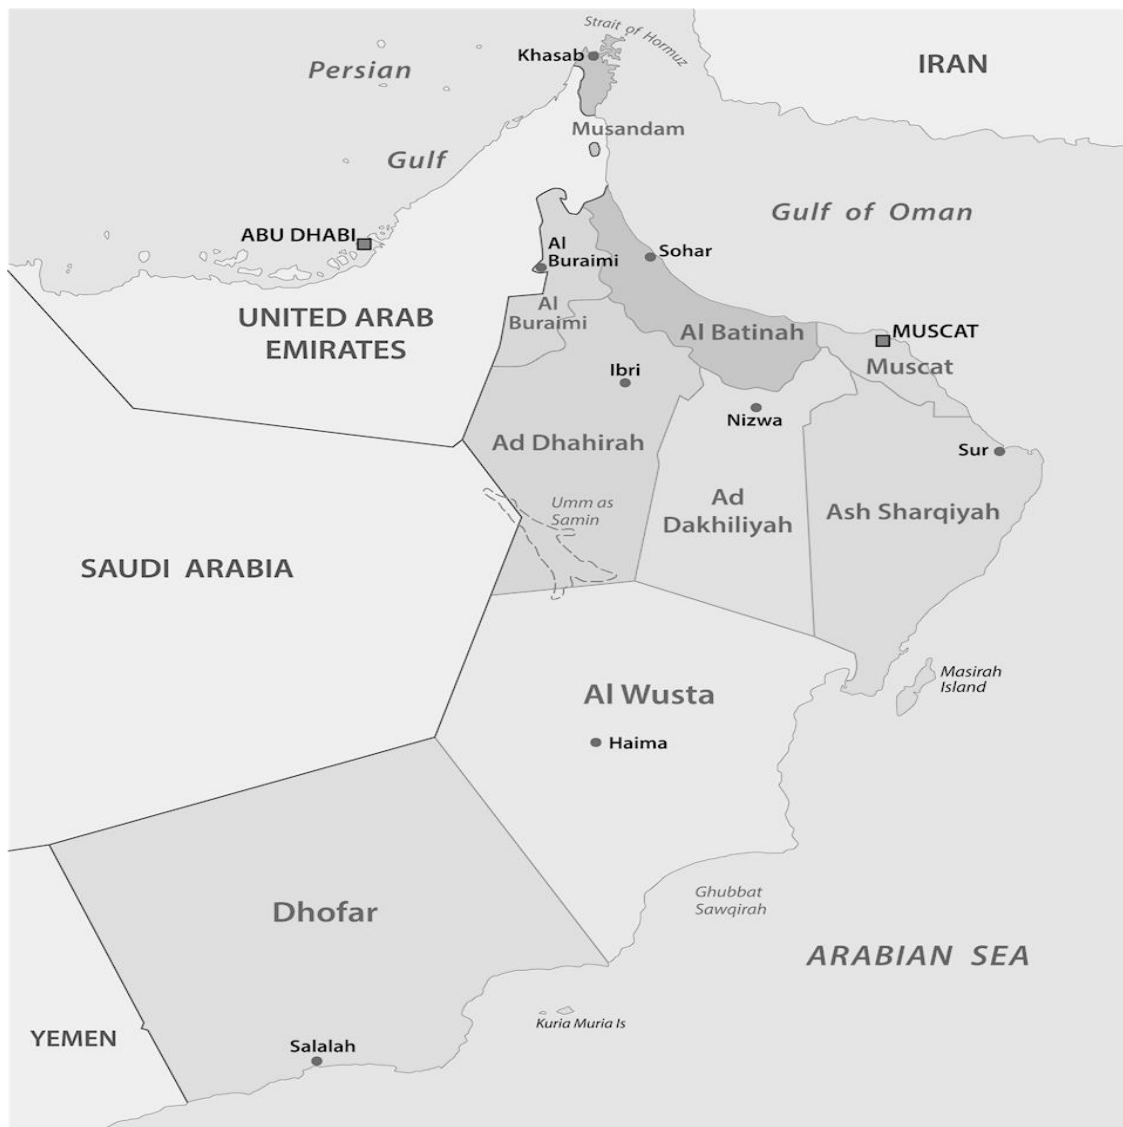 Strait of Hormuz
Khasab
IRAN
Persian
Gulf
Musandam
Gulf of Oman
ABU DHABI
Al
Buraimi
Sohar
UNITED ARAB
EMIRATES
Al
Buraimi
Al Batinah
MUSCAT
Muscat
Ibri
Nizwa
Ad Dhahirah
Sur
Umm as
Samin
Ad
Dakhiliyah
Ash Sharqiyah
SAUDI ARABIA
Masirah
Island
Al Wusta
Haima
Ghubbat
Sawqirah
Dhofar
ARABIAN SEA
Kuria Muria Is
YEMEN
Salalah